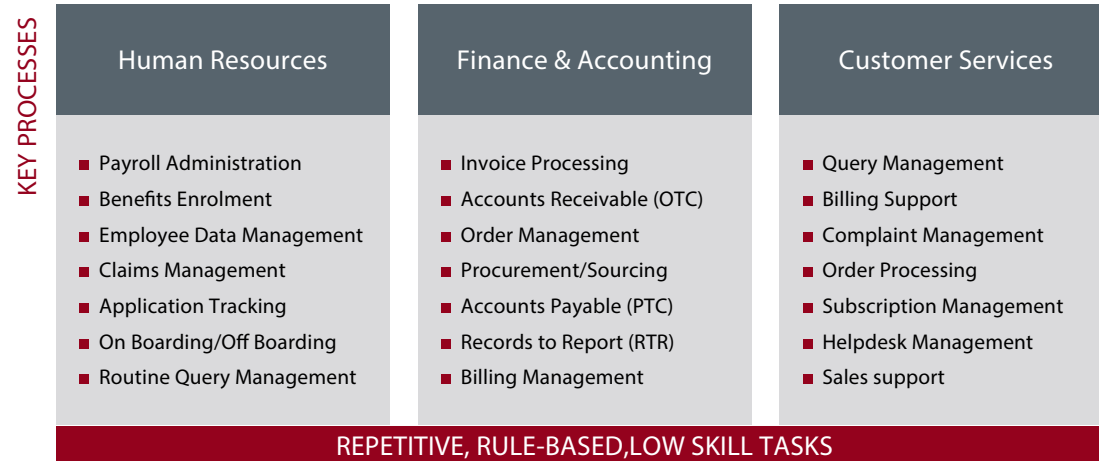 KEY PROCESSES
Human Resources
Payroll Administration
Benefits Enrolment
Employee Data Management
Claims Management
Application Tracking
On Boarding/Off Boarding
Routine Query Management
Finance & Accounting
Invoice Processing
Accounts Receivable (OTC)
Order Management
Procurement/Sourcing
Accounts Payable (PTC)
Records to Report (RTR)
Billing Management
Customer Services
Query Management
Billing Support
Complaint Management
Order Processing
Subscription Management
Helpdesk Management
Sales support
REPETITIVE, RULE-BASED,LOW SKILL TASKS